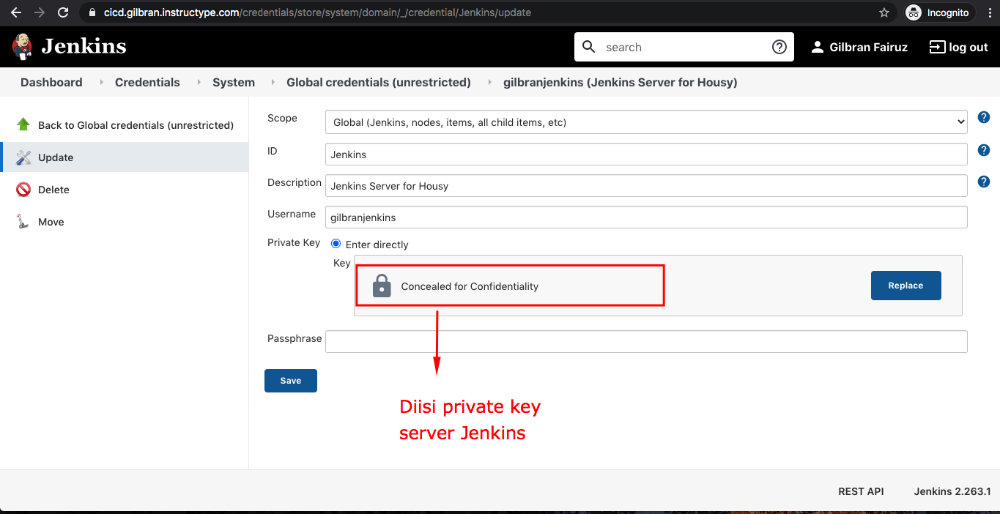 cicd.gilbran.instructype.com/credentials/store/system/domain/_/credential/Jenkins/update
Incognito
Jenkins
search
Gilbran Fairuz
log out
Dashboard
Credentials
System
Global credentials (unrestricted)
gilbranjenkins (Jenkins Server for Housy)
Back to Global credentials (unrestricted)
Update
Delete
Move
Scope
Global (Jenkins, nodes, items, all child items, etc)
ID
Jenkins
Description
Jenkins Server for Housy
Username
gilbranjenkins
Private Key
Enter directly
Key
Concealed for Confidentiality
Replace
Passphrase
Save
Diisi private key
server Jenkins
REST API
Jenkins 2.263.1